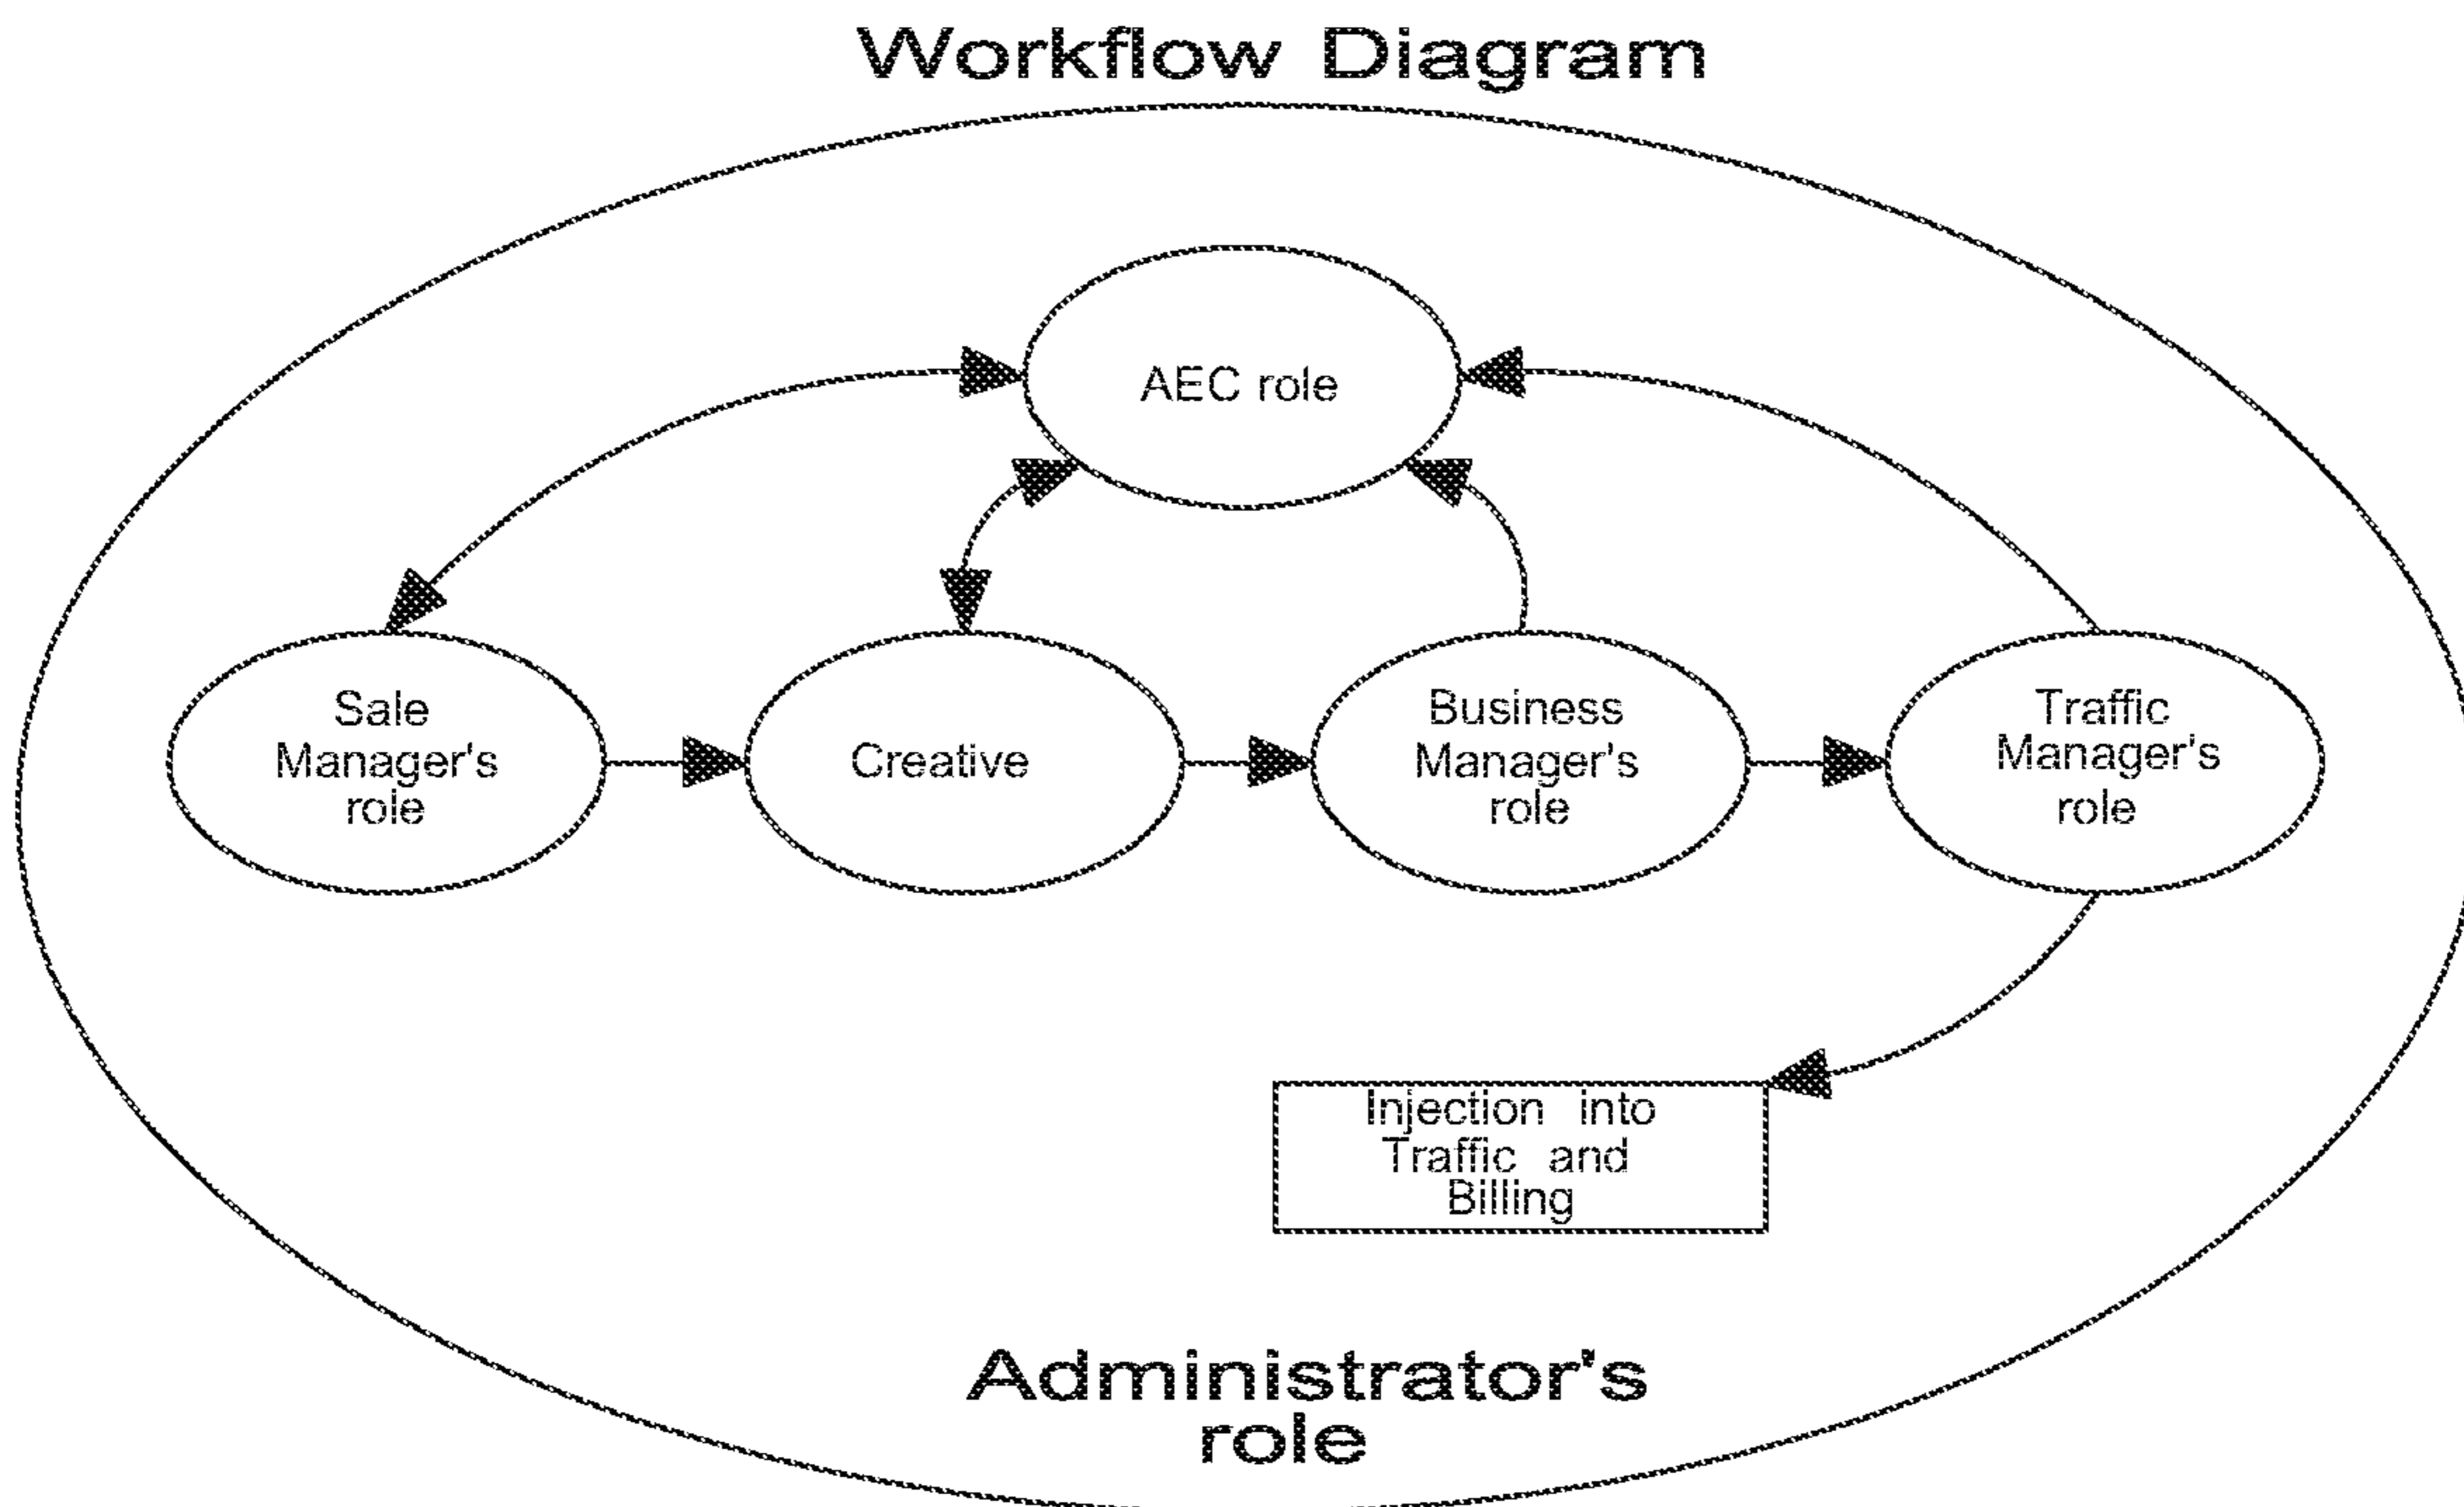 Workflow Diagram
AEC role
Sale
Manager's
role
Creative
Business
Manager's
role
Traffic
Manager's
role
Injection into
Traffic and
Billing
Administrator's
role